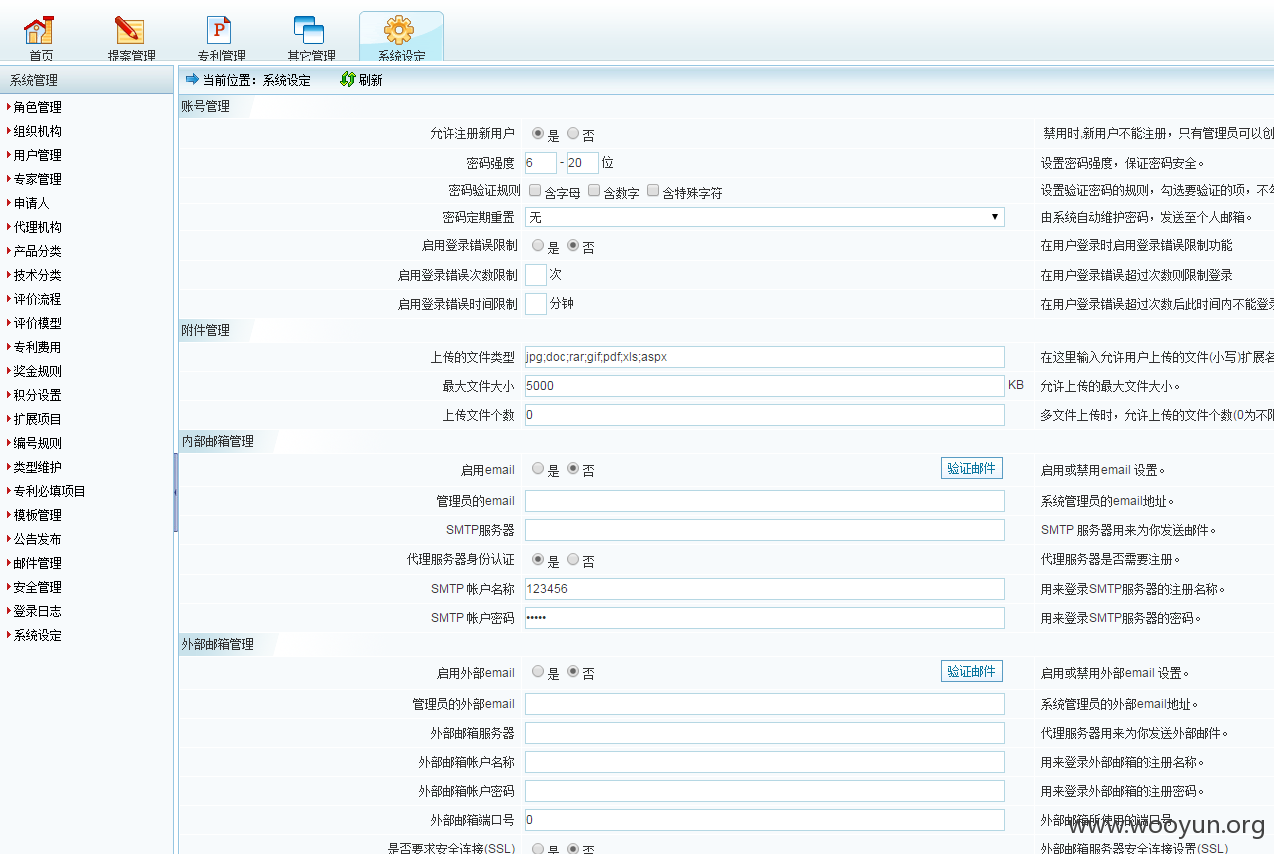 首页 提案管理 专利管理 其它管理 系统设定
系统管理
角色管理
组织机构
用户管理
专家管理
申请人
代理机构
产品分类
技术分类
评价流程
评价模型
专利费用
奖金规则
积分设置
扩展项目
编号规则
类型维护
专利必填项目
模板管理
公告发布
邮件管理
安全管理
登录日志
系统设定
当前位置：系统设定 刷新
账号管理
允许注册新用户 是 否 禁用时,新用户不能注册，只有管理员可以创
密码强度 6 - 20 位 设置密码强度，保证密码安全。
密码验证规则 含字母 含数字 含特殊字符 设置验证密码的规则，勾选要验证的项，不
密码定期重置 无 由系统自动维护密码，发送至个人邮箱。
启用登录错误限制 是 否 在用户登录时启用登录错误限制功能
启用登录错误次数限制 次 在用户登录错误超过次数则限制登录
启用登录错误时间限制 分钟 在用户登录错误超过次数后此时间内不能登录
附件管理
上传的文件类型 jpg;doc;rar;gif;pdf;xls;aspx 在这里输入允许用户上传的文件(小写)扩展名
最大文件大小 5000 KB 允许上传的最大文件大小。
上传文件个数 0 多文件上传时，允许上传的文件个数(0为不限
内部邮箱管理
启用email 是 否 验证邮件 启用或禁用email 设置。
管理员的email 系统管理员的email地址。
SMTP服务器 SMTP 服务器用来为你发送邮件。
代理服务器身份认证 是 否 代理服务器是否需要注册。
SMTP 帐户名称 123456 用来登录SMTP服务器的注册名称。
SMTP 帐户密码 ••••• 用来登录SMTP服务器的密码。
外部邮箱管理
启用外部email 是 否 验证邮件 启用或禁用外部email 设置。
管理员的外部email 系统管理员的外部email地址。
外部邮箱服务器 代理服务器用来为你发送外部邮件。
外部邮箱帐户名称 用来登录外部邮箱的注册名称。
外部邮箱帐户密码 用来登录外部邮箱的注册密码。
外部邮箱端口号 0 外部邮箱所使用的端口号
www.wooyun.org
是否要求安全连接(SSL) 是 否 外部邮箱服务器安全连接设置(SSL)